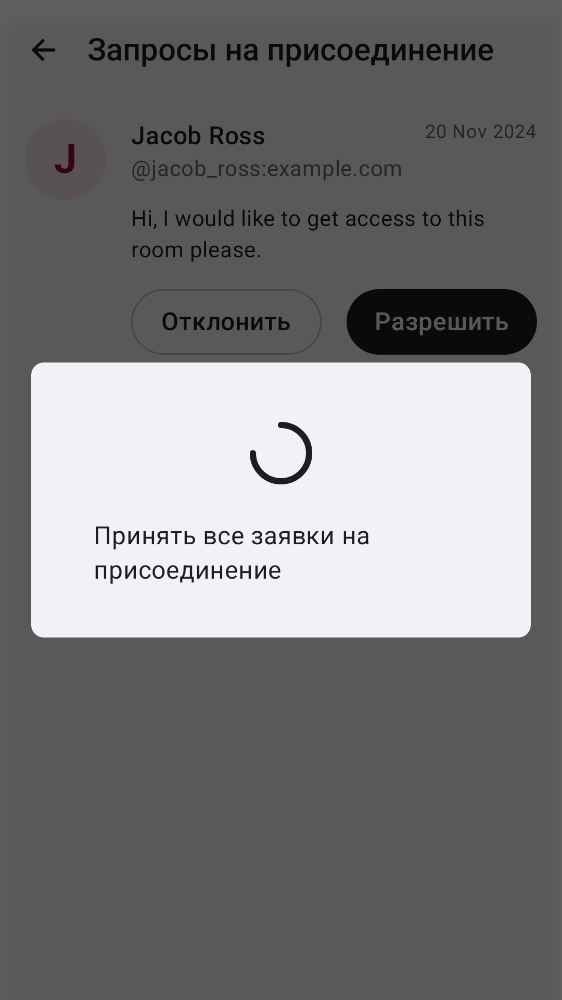 Запросы на присоединение
J
Jacob Ross
20 Nov 2024
@jacob_ross:example.com
Hi, I would like to get access to this
room please.
Отклонить
Разрешить
Принять все заявки на
присоединение